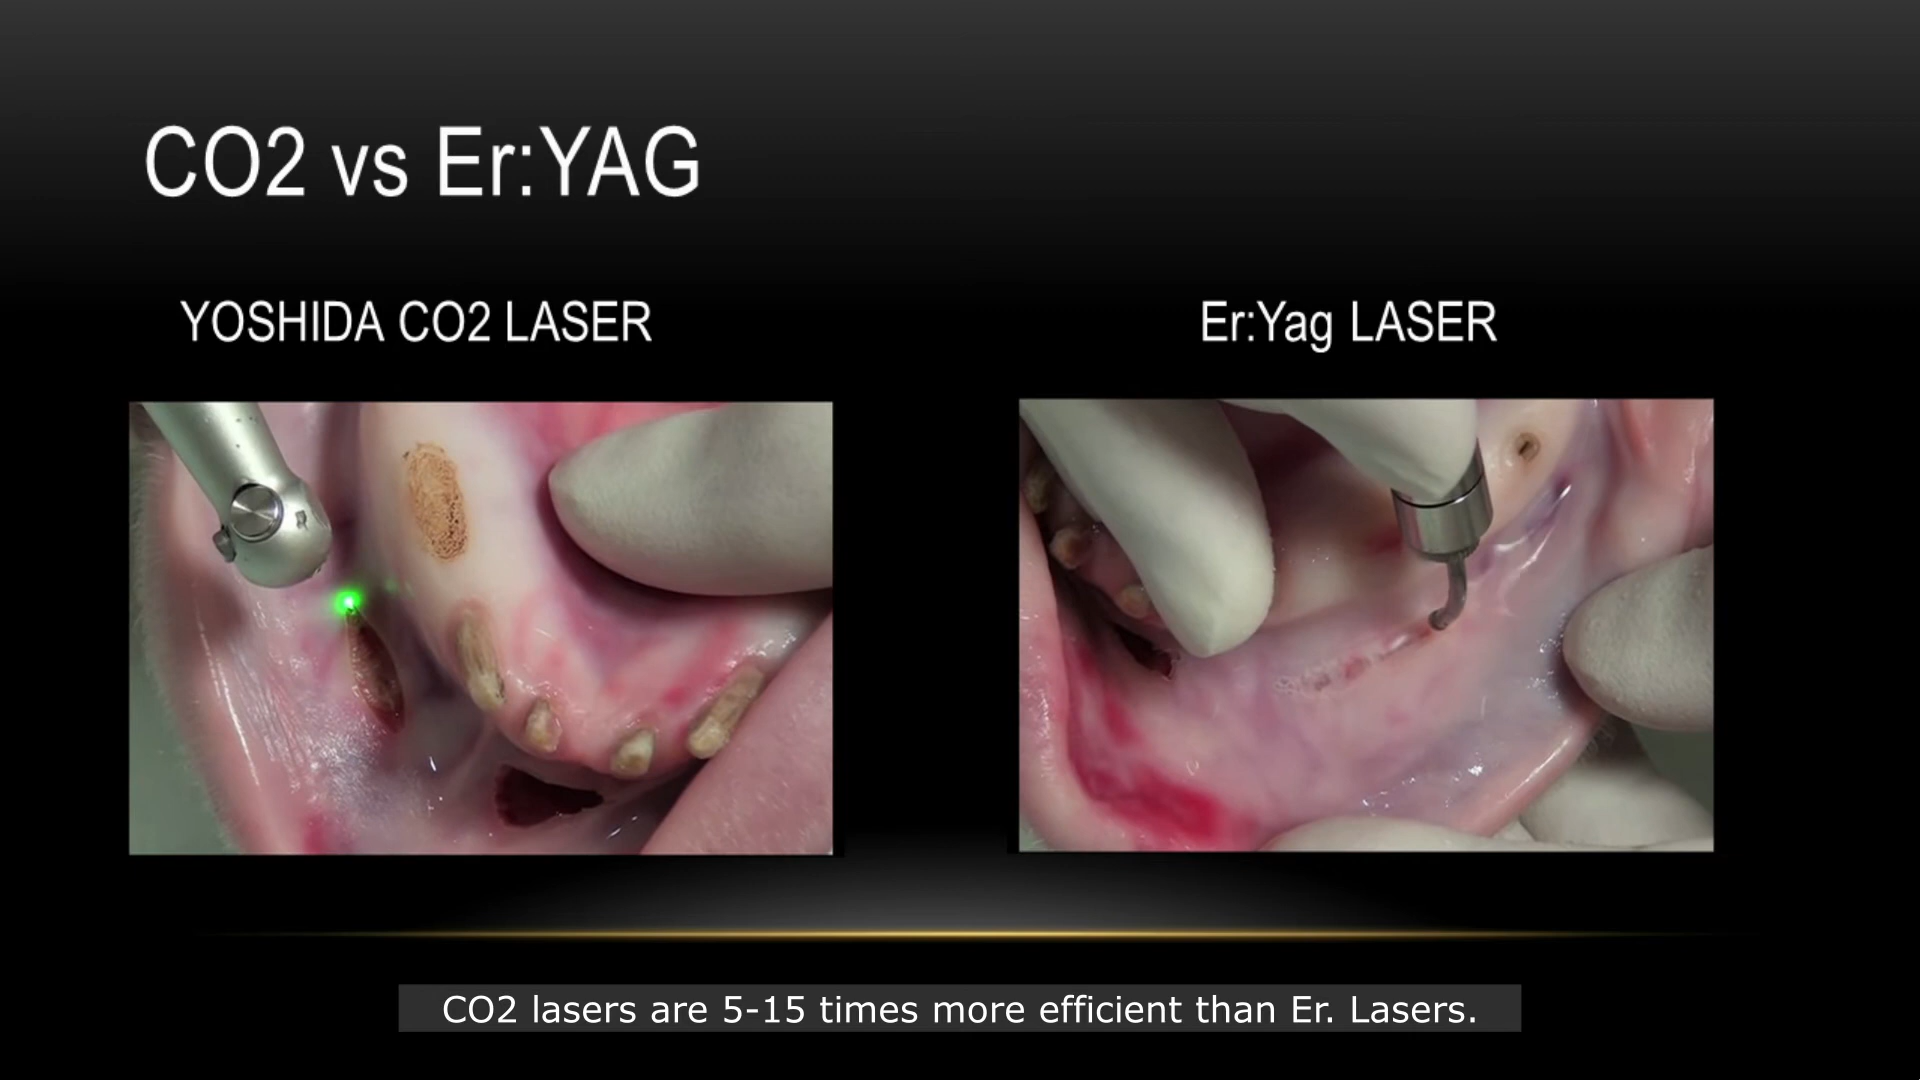 CO2 vs Er:YAG
YOSHIDA CO2 LASER
Er:Yag LASER
CO2 lasers are 5-15 times more efficient than Er. Lasers.